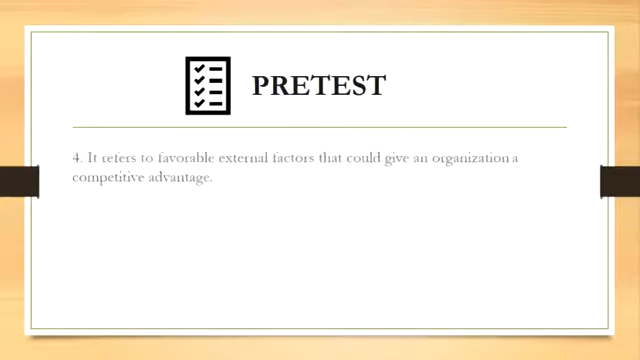 PRETEST
4. It refers to favorable external factors that could give an organization a
competitive advantage.